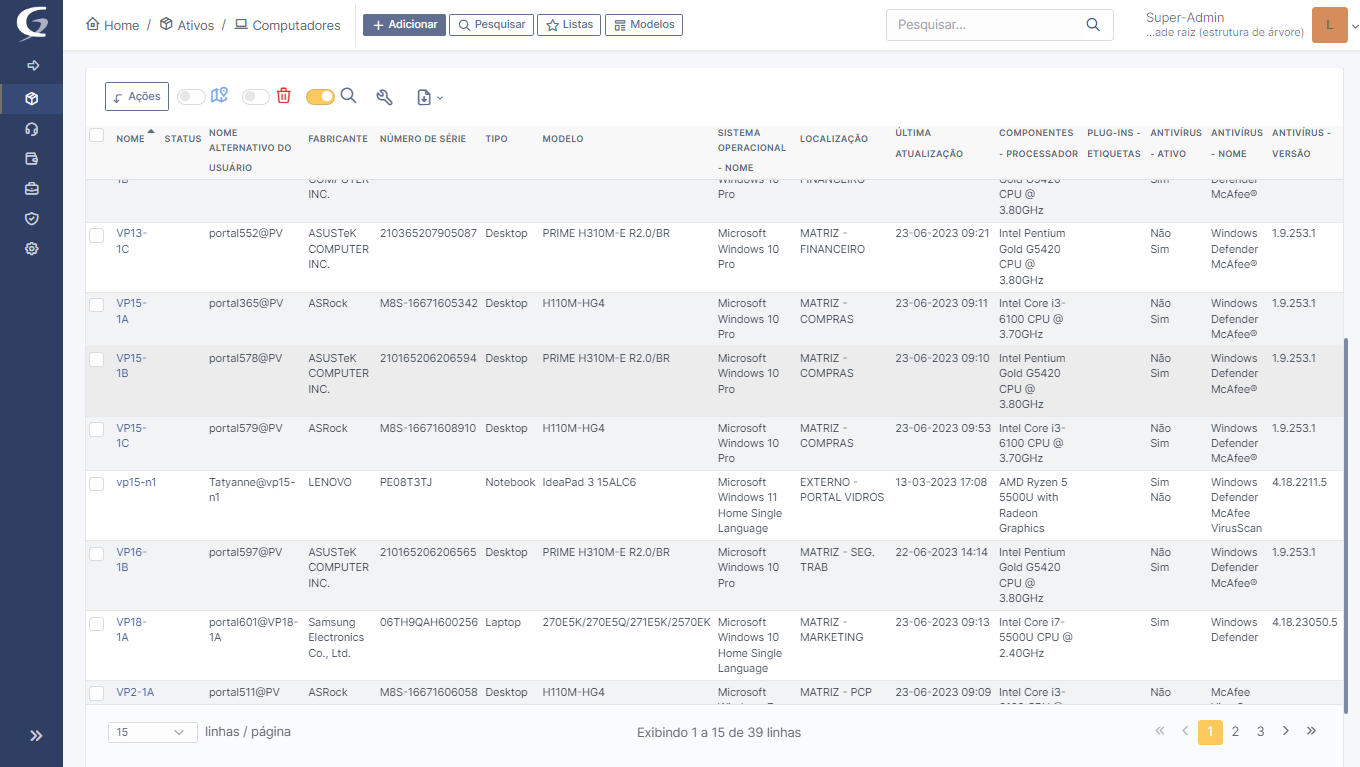 Home / Ativos / Computadores
+ Adicionar
Pesquisar
Listas
Modelos
Pesquisar...
Super-Admin
...ade raiz (estrutura de árvore)
L
Ações
NOME STATUS NOME ALTERNATIVO DO USUÁRIO FABRICANTE NÚMERO DE SÉRIE TIPO MODELO SISTEMA OPERACIONAL - NOME LOCALIZAÇÃO ÚLTIMA ATUALIZAÇÃO COMPONENTES - PROCESSADOR PLUG-INS - ETIQUETAS ANTIVÍRUS - ATIVO ANTIVÍRUS - NOME ANTIVÍRUS - VERSÃO
1B COMPUTER Windows 10 FINANCEIRO Gold G5420 Sim Defender
INC. Pro CPU @ McAfee®
3.80GHz
VP13- portal552@PV ASUSTeK 210365207905087 Desktop PRIME H310M-E R2.0/BR Microsoft MATRIZ - 23-06-2023 09:21 Intel Pentium Não Windows 1.9.253.1
1C COMPUTER Windows 10 FINANCEIRO Gold G5420 Sim Defender
INC. Pro CPU @ McAfee®
3.80GHz
VP15- portal365@PV ASRock M8S-16671605342 Desktop H110M-HG4 Microsoft MATRIZ - 23-06-2023 09:11 Intel Core i3- Não Windows 1.9.253.1
1A Windows 10 COMPRAS 6100 CPU @ Sim Defender
Pro 3.70GHz McAfee®
VP15- portal578@PV ASUSTeK 210165206206594 Desktop PRIME H310M-E R2.0/BR Microsoft MATRIZ - 23-06-2023 09:10 Intel Pentium Não Windows 1.9.253.1
1B COMPUTER Windows 10 COMPRAS Gold G5420 Sim Defender
INC. Pro CPU @ McAfee®
3.80GHz
VP15- portal579@PV ASRock M8S-16671608910 Desktop H110M-HG4 Microsoft MATRIZ - 23-06-2023 09:53 Intel Core i3- Não Windows 1.9.253.1
1C Windows 10 COMPRAS 6100 CPU @ Sim Defender
Pro 3.70GHz McAfee®
vp15-n1 Tatyanne@vp15- LENOVO PE08T3TJ Notebook IdeaPad 3 15ALC6 Microsoft EXTERNO - 13-03-2023 17:08 AMD Ryzen 5 Sim Windows 4.18.2211.5
n1 Windows 11 PORTAL VIDROS 5500U with Não Defender
Home Single Radeon McAfee
Language Graphics VirusScan
VP16- portal597@PV ASUSTeK 210165206206565 Desktop PRIME H310M-E R2.0/BR Microsoft MATRIZ - SEG. 22-06-2023 14:14 Intel Pentium Não Windows 1.9.253.1
1B COMPUTER Windows 10 TRAB Gold G5420 Sim Defender
INC. Pro CPU @ McAfee®
3.80GHz
VP18- portal601@VP18- Samsung 06TH9QAH600256 Laptop 270E5K/270E5Q/271E5K/2570EK Microsoft MATRIZ - 23-06-2023 09:13 Intel Core i7- Sim Windows 4.18.23050.5
1A 1A Electronics Windows 10 MARKETING 5500U CPU @ Defender
Co., Ltd. Home Single 2.40GHz
Language
VP2-1A portal511@PV ASRock M8S-16671606058 Desktop H110M-HG4 Microsoft MATRIZ - PCP 23-06-2023 09:09 Intel Core i3- Não McAfee
15 linhas / página Exibindo 1 a 15 de 39 linhas « ‹ 1 2 3 › »